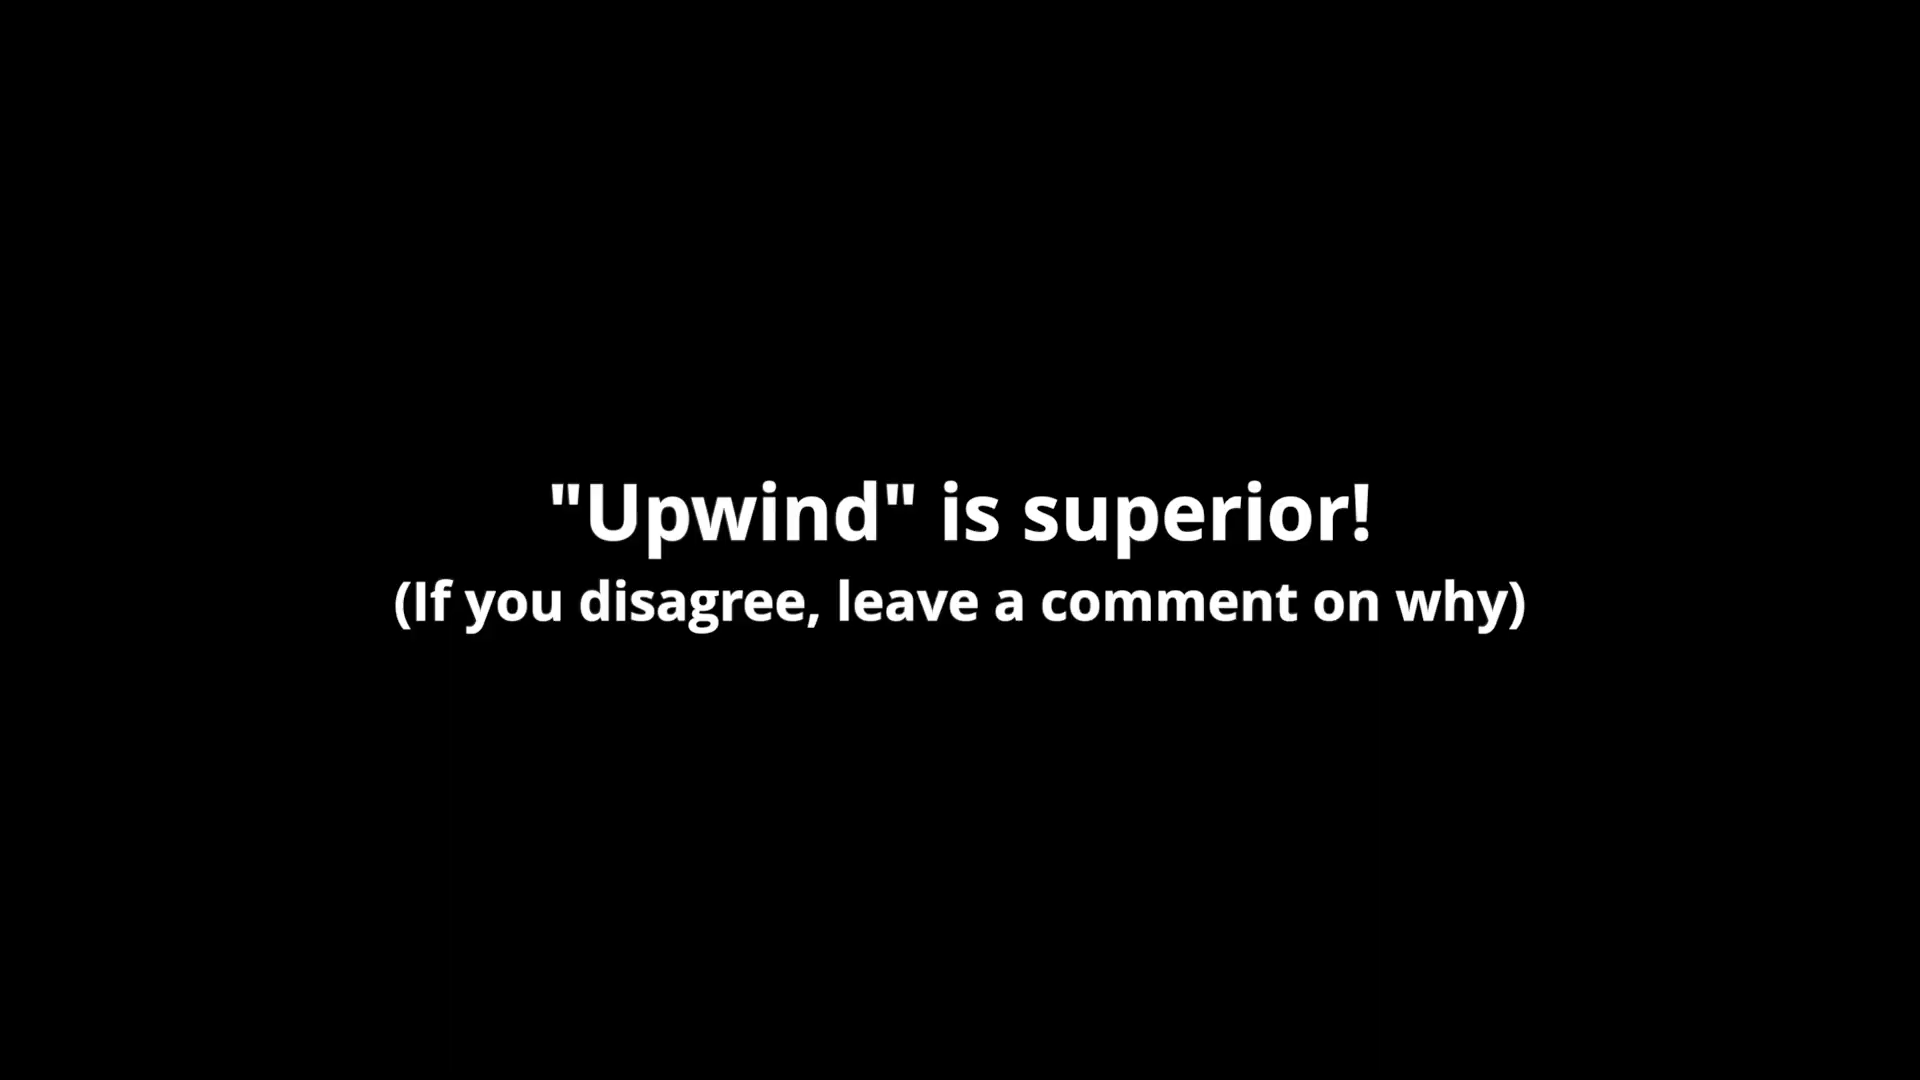 "Upwind" is superior!
(If you disagree, leave a comment on why)